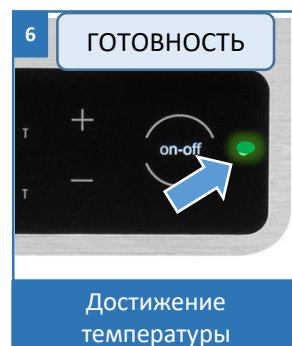 6
ГОТОВНОСТЬ
T
+
on-off
T
—
Достижение
температуры